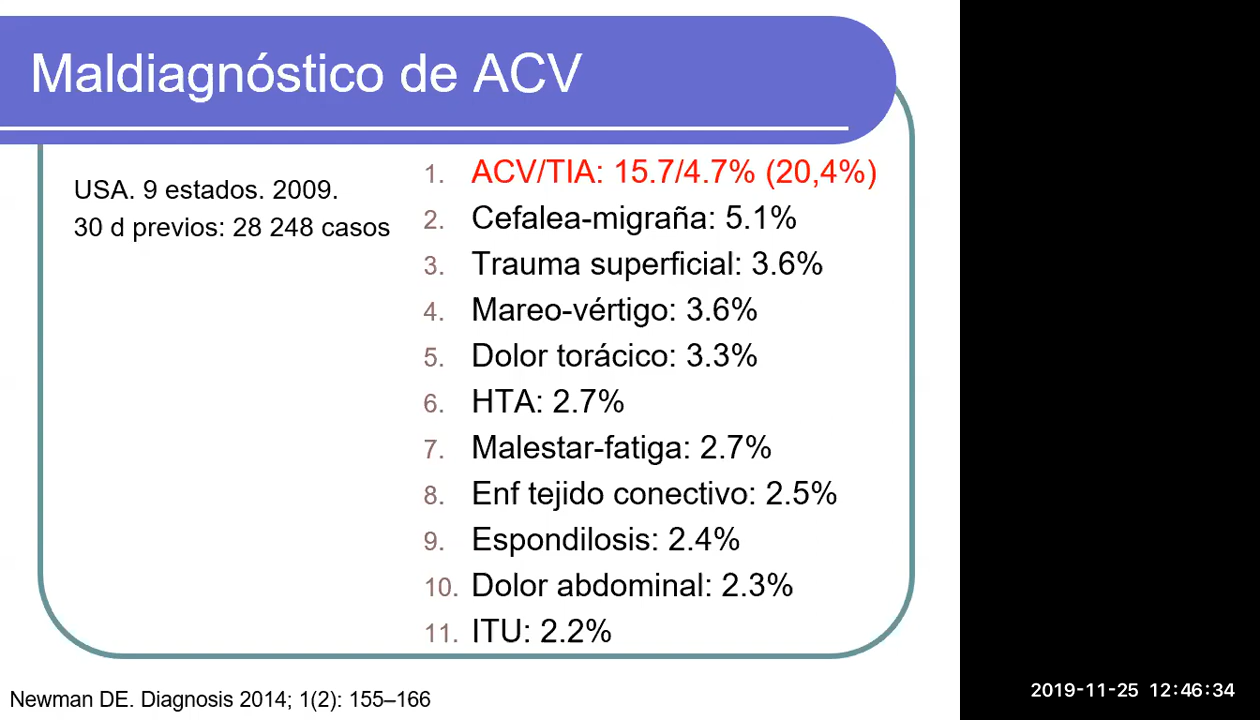 Maldiagnóstico de ACV
USA. 9 estados. 2009.
30 d previos: 28 248 casos
1. ACV/TIA: 15.7/4.7% (20,4%)
2. Cefalea-migraña: 5.1%
3. Trauma superficial: 3.6%
4. Mareo-vértigo: 3.6%
5. Dolor torácico: 3.3%
6. HTA: 2.7%
7. Malestar-fatiga: 2.7%
8. Enf tejido conectivo: 2.5%
9. Espondilosis: 2.4%
10. Dolor abdominal: 2.3%
11. ITU: 2.2%
Newman DE. Diagnosis 2014; 1(2): 155–166
2019-11-25 12:46:34